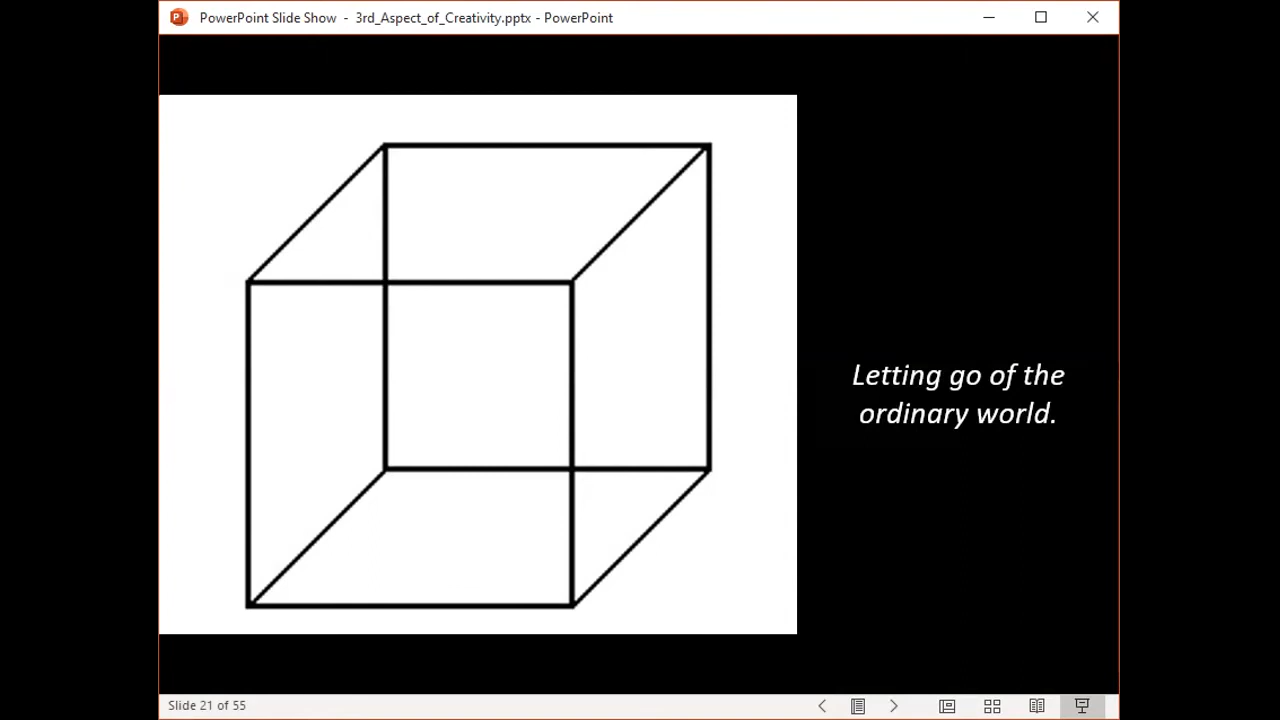 PowerPoint Slide Show - 3rd_Aspect_of_Creativity.pptx - PowerPoint
Letting go of the
ordinary world.
Slide 21 of 55